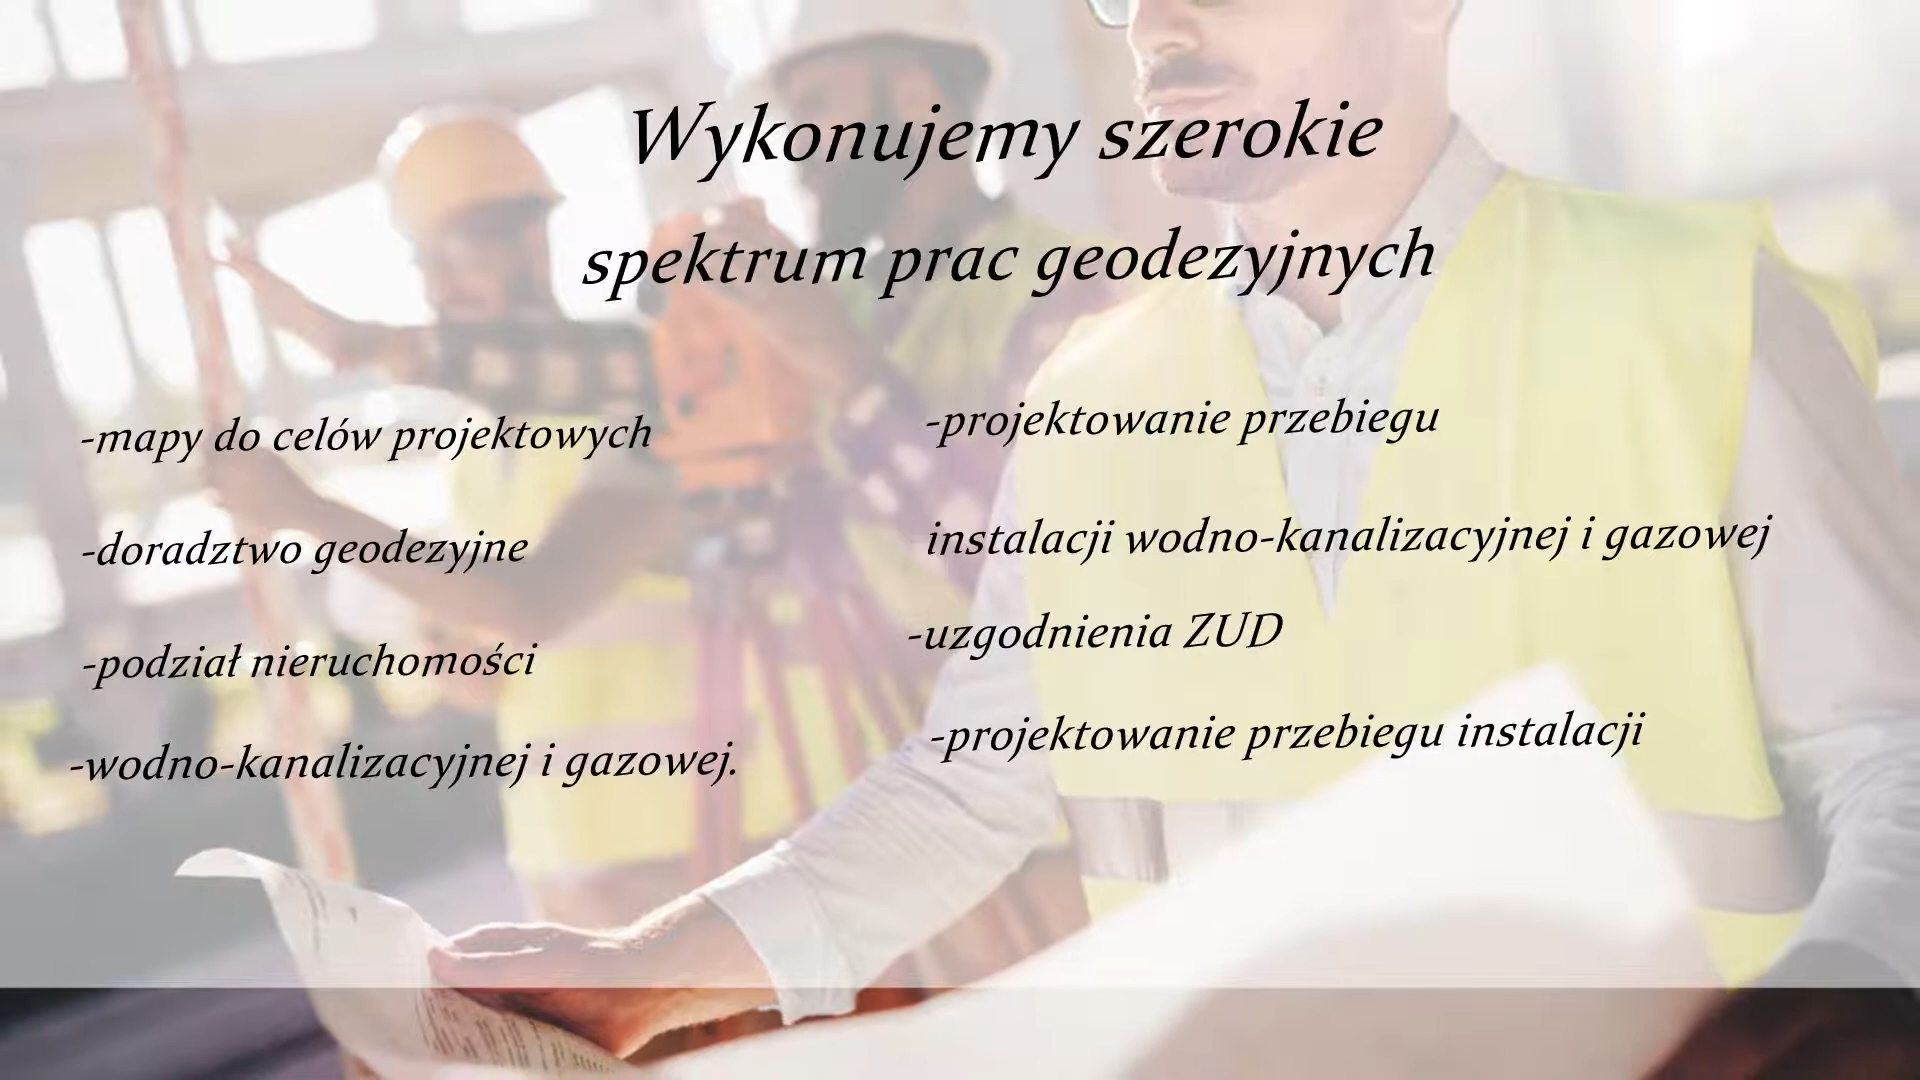 Wykonujemy szerokie
spektrum prac geodezyjnych
-mapy do celów projektowych
-doradztwo geodezyjne
-podział nieruchomości
-wodno-kanalizacyjnej i gazowej.
-projektowanie przebiegu
instalacji wodno-kanalizacyjnej i gazowej
-uzgodnienia ZUD
-projektowanie przebiegu instalacji